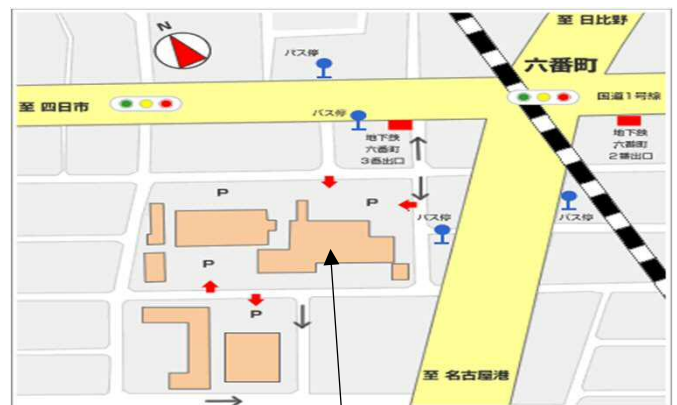 至 日比野
N
バス停
六番町
国道1号線
至 四日市
バス停
地下鉄
六番町
3番出口
地下鉄
六番町
2番出口
P
P
バス停
バス停
P
P
至 名古屋港